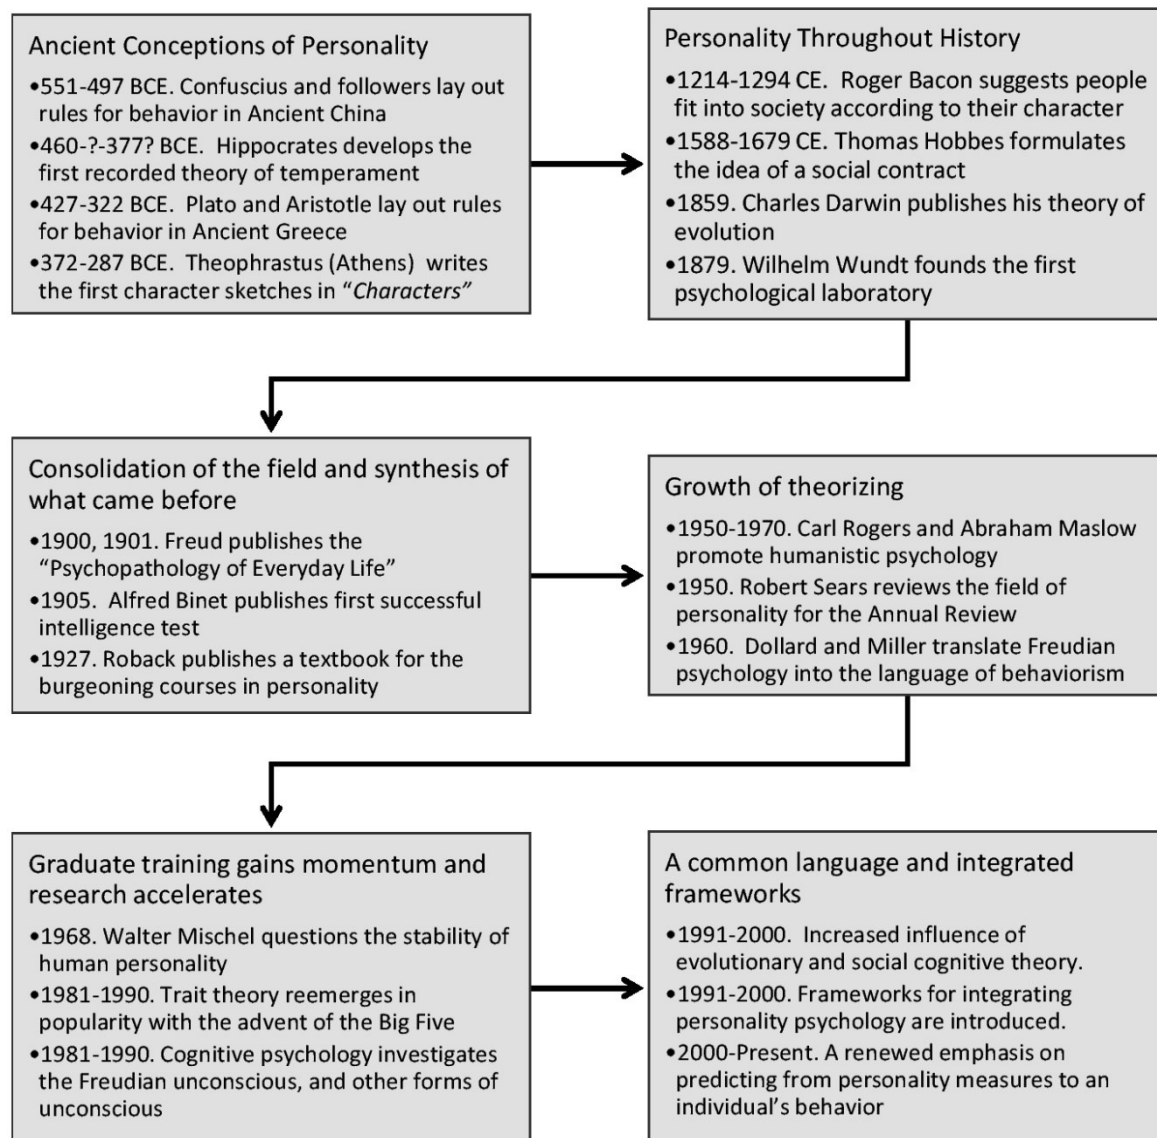 Ancient Conceptions of Personality
•551-497 BCE. Confuscius and followers lay out
rules for behavior in Ancient China
•460-?-377? BCE. Hippocrates develops the
first recorded theory of temperament
•427-322 BCE. Plato and Aristotle lay out rules
for behavior in Ancient Greece
•372-287 BCE. Theophrastus (Athens) writes
the first character sketches in “Characters”
Personality Throughout History
•1214-1294 CE. Roger Bacon suggests people
fit into society according to their character
•1588-1679 CE. Thomas Hobbes formulates
the idea of a social contract
•1859. Charles Darwin publishes his theory of
evolution
•1879. Wilhelm Wundt founds the first
psychological laboratory
Consolidation of the field and synthesis of
what came before
•1900, 1901. Freud publishes the
“Psychopathology of Everyday Life”
•1905. Alfred Binet publishes first successful
intelligence test
•1927. Roback publishes a textbook for the
burgeoning courses in personality
Growth of theorizing
•1950-1970. Carl Rogers and Abraham Maslow
promote humanistic psychology
•1950. Robert Sears reviews the field of
personality for the Annual Review
•1960. Dollard and Miller translate Freudian
psychology into the language of behaviorism
Graduate training gains momentum and
research accelerates
•1968. Walter Mischel questions the stability of
human personality
•1981-1990. Trait theory reemerges in
popularity with the advent of the Big Five
•1981-1990. Cognitive psychology investigates
the Freudian unconscious, and other forms of
unconscious
A common language and integrated
frameworks
•1991-2000. Increased influence of
evolutionary and social cognitive theory.
•1991-2000. Frameworks for integrating
personality psychology are introduced.
•2000-Present. A renewed emphasis on
predicting from personality measures to an
individual’s behavior